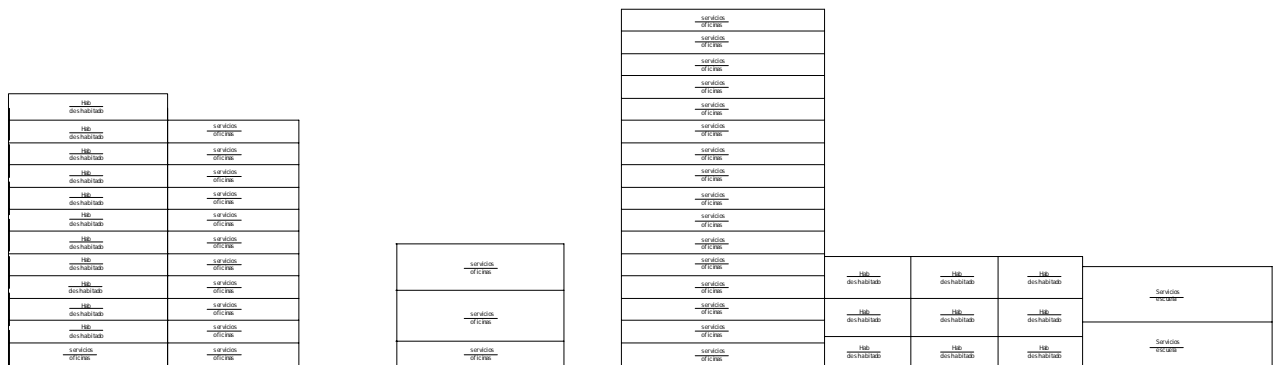 Hab
deshabitado
Hab
deshabitado
Hab
deshabitado
Hab
deshabitado
Hab
deshabitado
Hab
deshabitado
Hab
deshabitado
Hab
deshabitado
Hab
deshabitado
Hab
deshabitado
Hab
deshabitado
servicios
oficinas
servicios
oficinas
servicios
oficinas
servicios
oficinas
servicios
oficinas
servicios
oficinas
servicios
oficinas
servicios
oficinas
servicios
oficinas
servicios
oficinas
servicios
oficinas
servicios
oficinas
servicios
oficinas
servicios
oficinas
servicios
oficinas
servicios
oficinas
servicios
oficinas
servicios
oficinas
servicios
oficinas
servicios
oficinas
servicios
oficinas
servicios
oficinas
servicios
oficinas
servicios
oficinas
servicios
oficinas
servicios
oficinas
servicios
oficinas
servicios
oficinas
servicios
oficinas
servicios
oficinas
servicios
oficinas
Hab
deshabitado
Hab
deshabitado
Hab
deshabitado
Hab
deshabitado
Hab
deshabitado
Hab
deshabitado
Hab
deshabitado
Hab
deshabitado
Hab
deshabitado
Servicios
escuela
Servicios
escuela